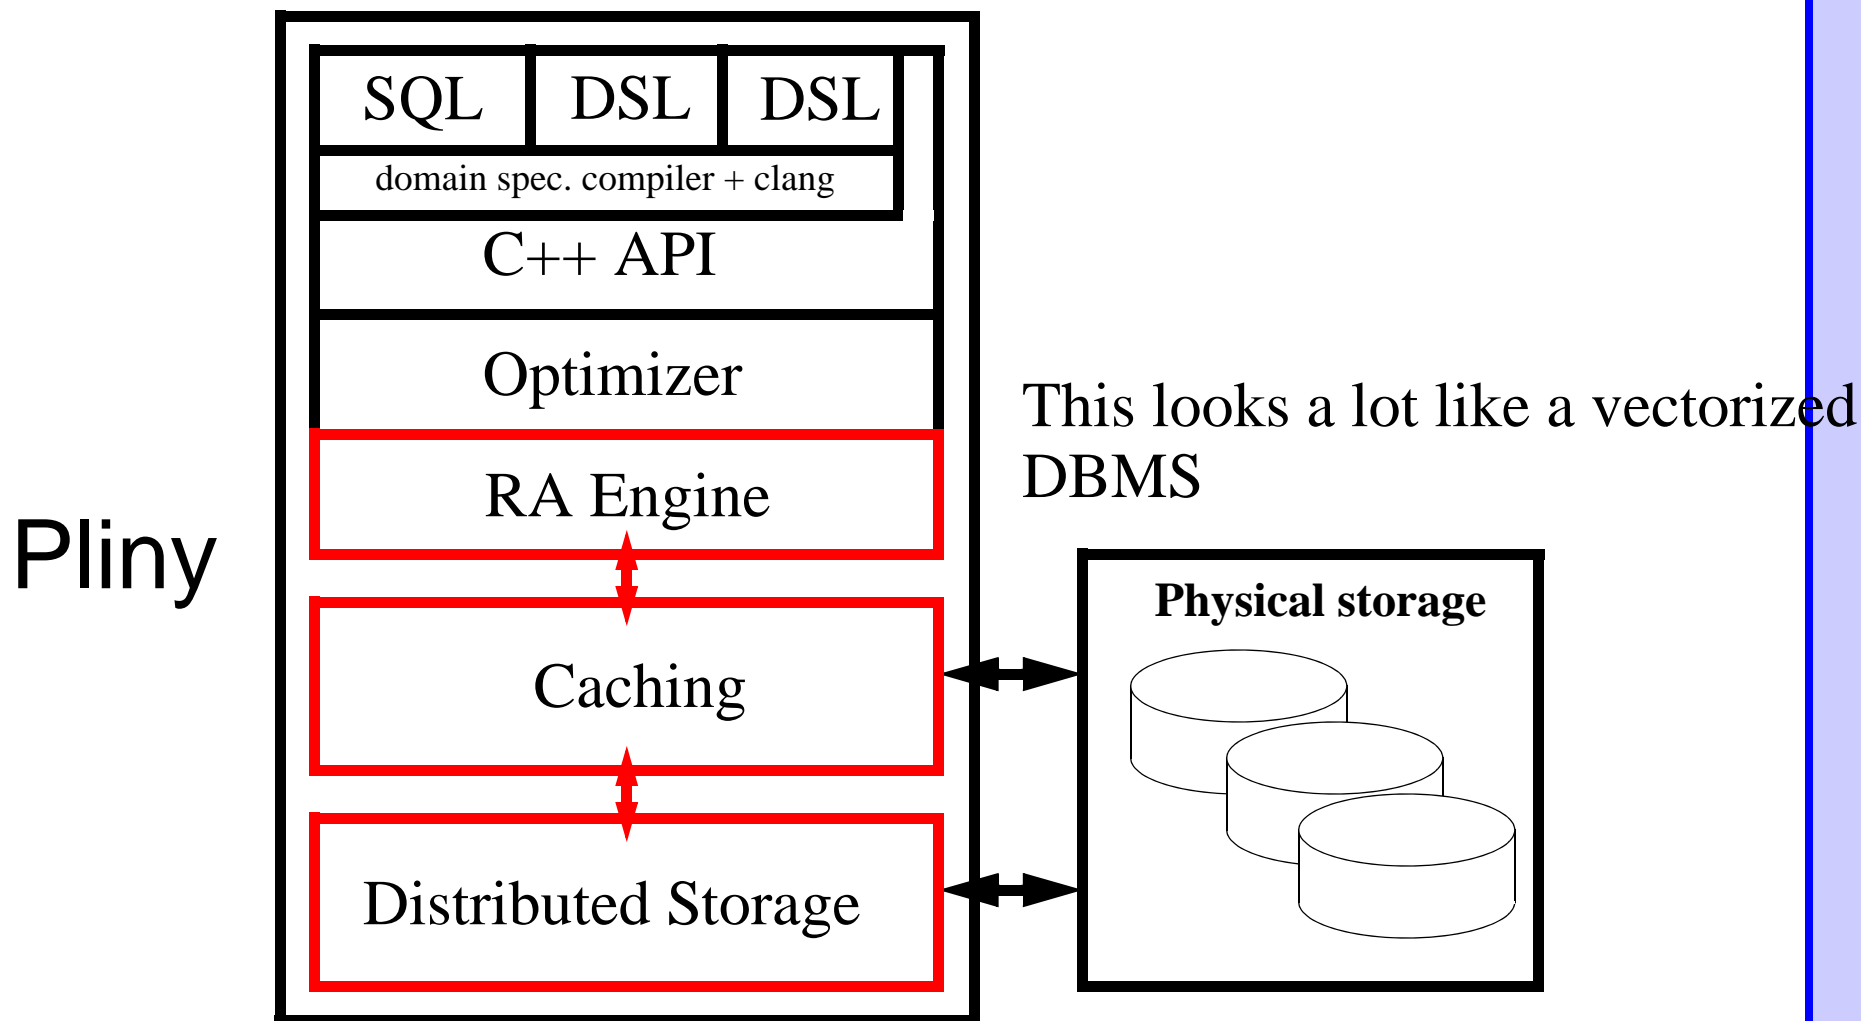 SQL DSL DSL
domain spec. compiler + clang
C++ API
Optimizer
This looks a lot like a vectorized
DBMS
RA Engine
Pliny
Physical storage
Caching
Distributed Storage